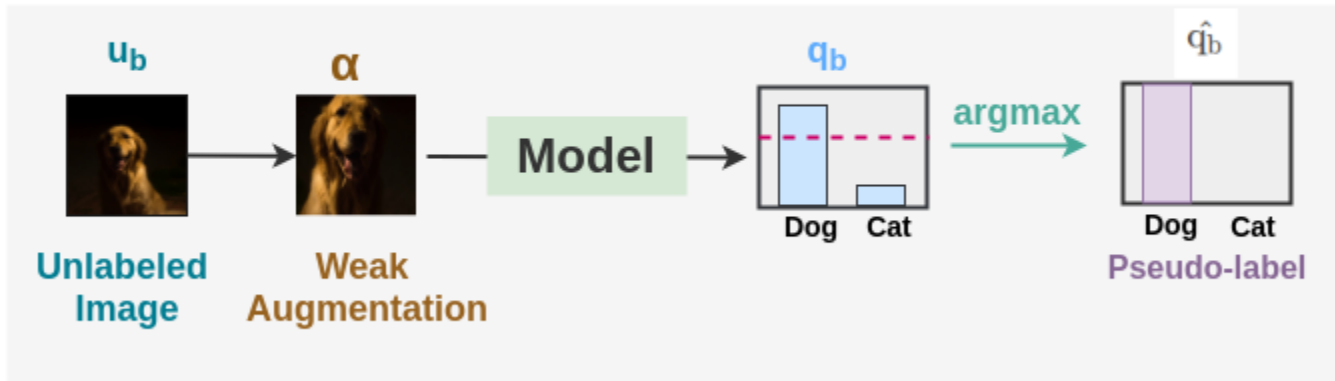 u_b
α
q_b
q̂_b
argmax
Model
Dog Cat
Dog Cat
Unlabeled
Image
Weak
Augmentation
Pseudo-label